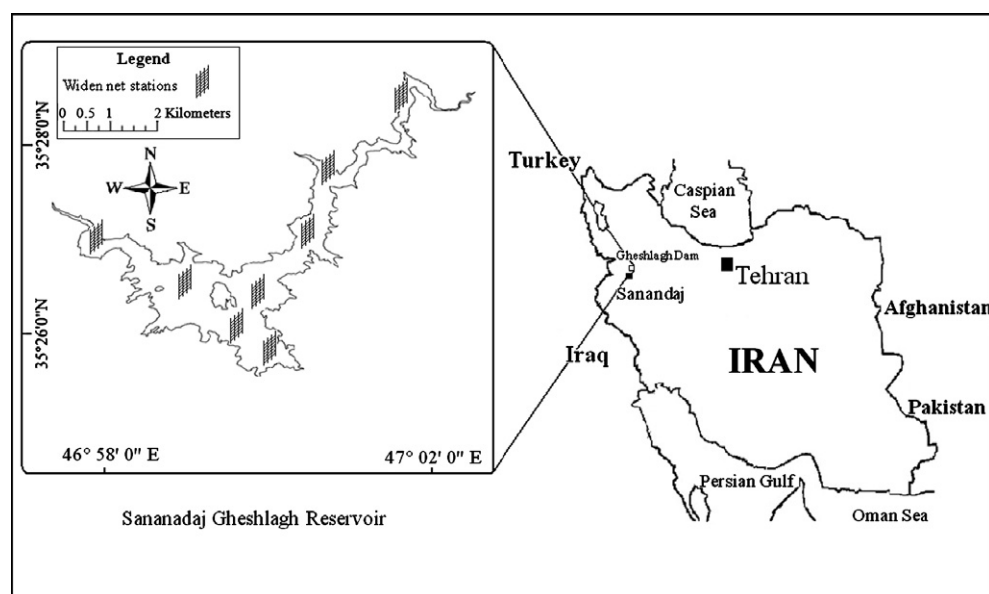 Legend
Widen net stations
0 0.5 1 2 Kilometers
N
W E
S
35°28'0"N
35°26'0"N
46° 58' 0" E
47° 02' 0" E
Sananadaj Gheshlagh Reservoir
Turkey
Caspian
Sea
Gheshlagh Dam
Sanandaj
Tehran
Afghanistan
Iraq
IRAN
Pakistan
Persian Gulf
Oman Sea